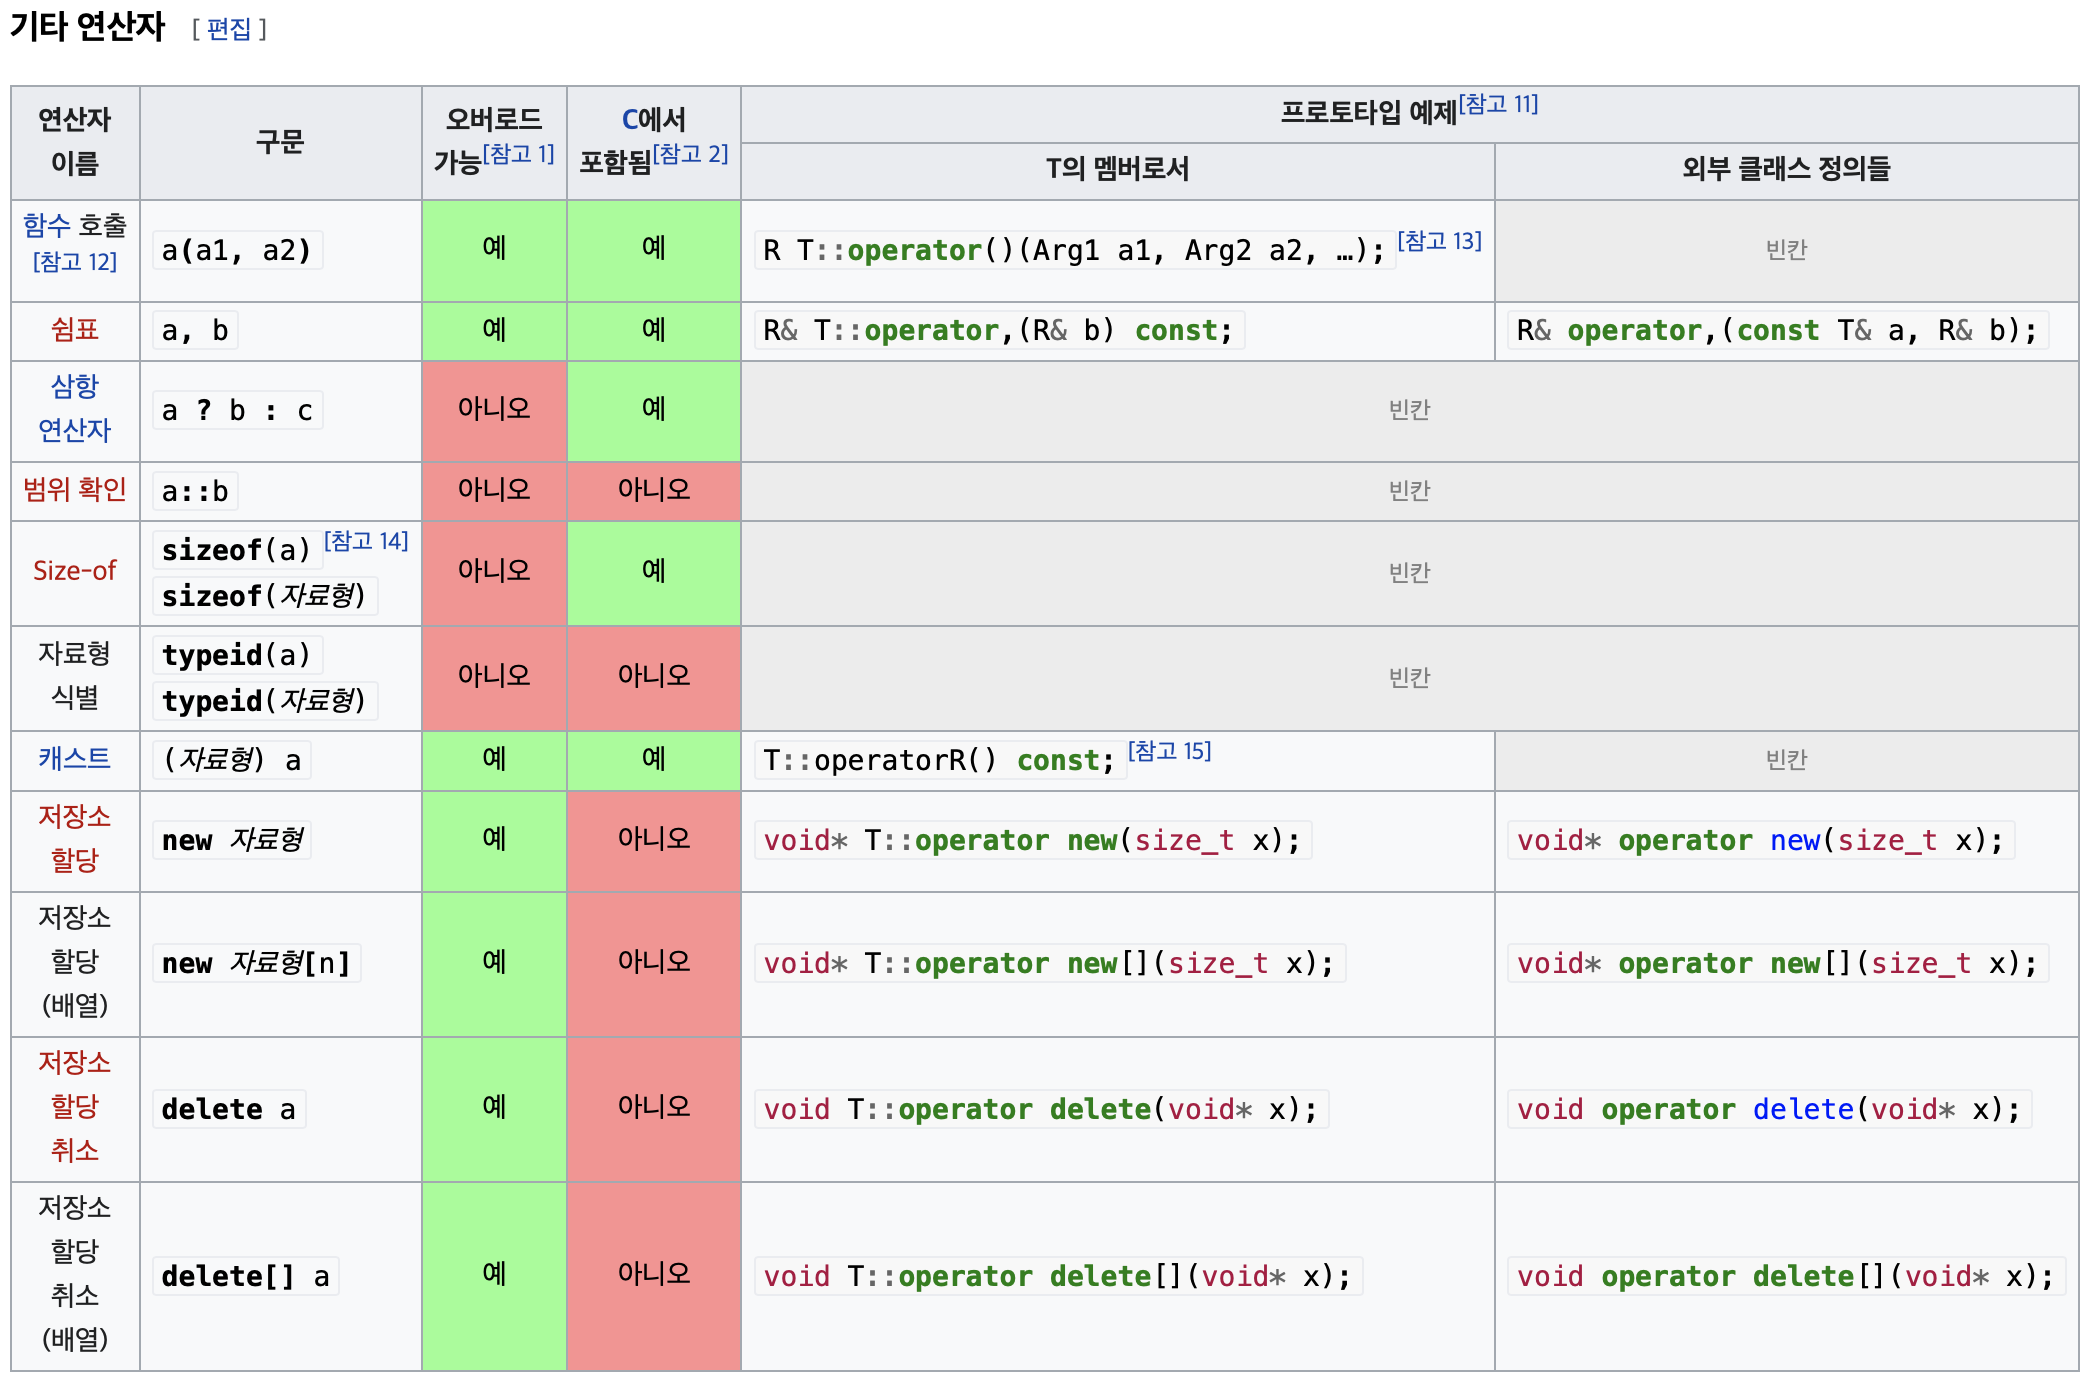 기타 연산자 [ 편집 ]
연산자
이름
구문
오버로드
가능[참고 1]
C에서
포함됨[참고 2]
프로토타입 예제[참고 11]
T의 멤버로서
외부 클래스 정의들
함수 호출
[참고 12]
a(a1, a2)
예
예
R T::operator()(Arg1 a1, Arg2 a2, …);[참고 13]
빈칸
쉼표
a, b
예
예
R& T::operator,(R& b) const;
R& operator,(const T& a, R& b);
삼항
연산자
a ? b : c
아니오
예
빈칸
범위 확인
a::b
아니오
아니오
빈칸
Size-of
sizeof(a)[참고 14]
sizeof(자료형)
아니오
예
빈칸
자료형
식별
typeid(a)
typeid(자료형)
아니오
아니오
빈칸
캐스트
(자료형) a
예
예
T::operatorR() const;[참고 15]
빈칸
저장소
할당
new 자료형
예
아니오
void* T::operator new(size_t x);
void* operator new(size_t x);
저장소
할당
(배열)
new 자료형[n]
예
아니오
void* T::operator new[](size_t x);
void* operator new[](size_t x);
저장소
할당
취소
delete a
예
아니오
void T::operator delete(void* x);
void operator delete(void* x);
저장소
할당
취소
(배열)
delete[] a
예
아니오
void T::operator delete[](void* x);
void operator delete[](void* x);